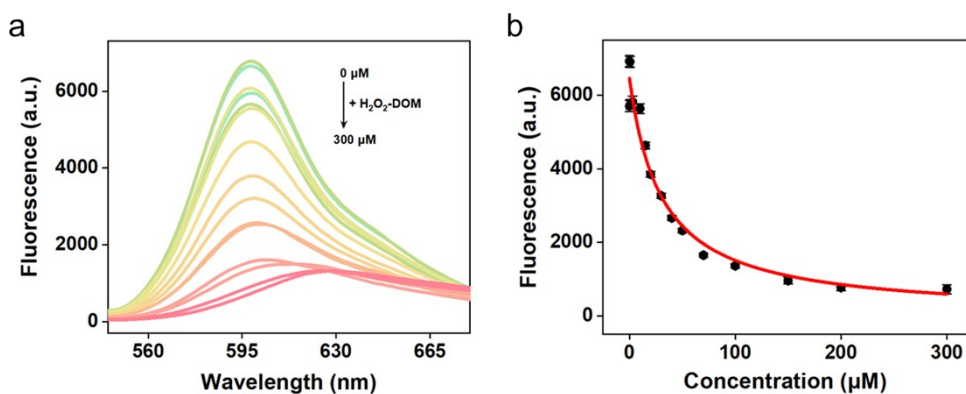 a
0 μM
+ H₂O₂-DOM
300 μM
6000
4000
2000
0
Fluorescence (a.u.)
560
595
630
665
Wavelength (nm)
b
6000
4000
2000
0
Fluorescence (a.u.)
0
100
200
300
Concentration (μM)